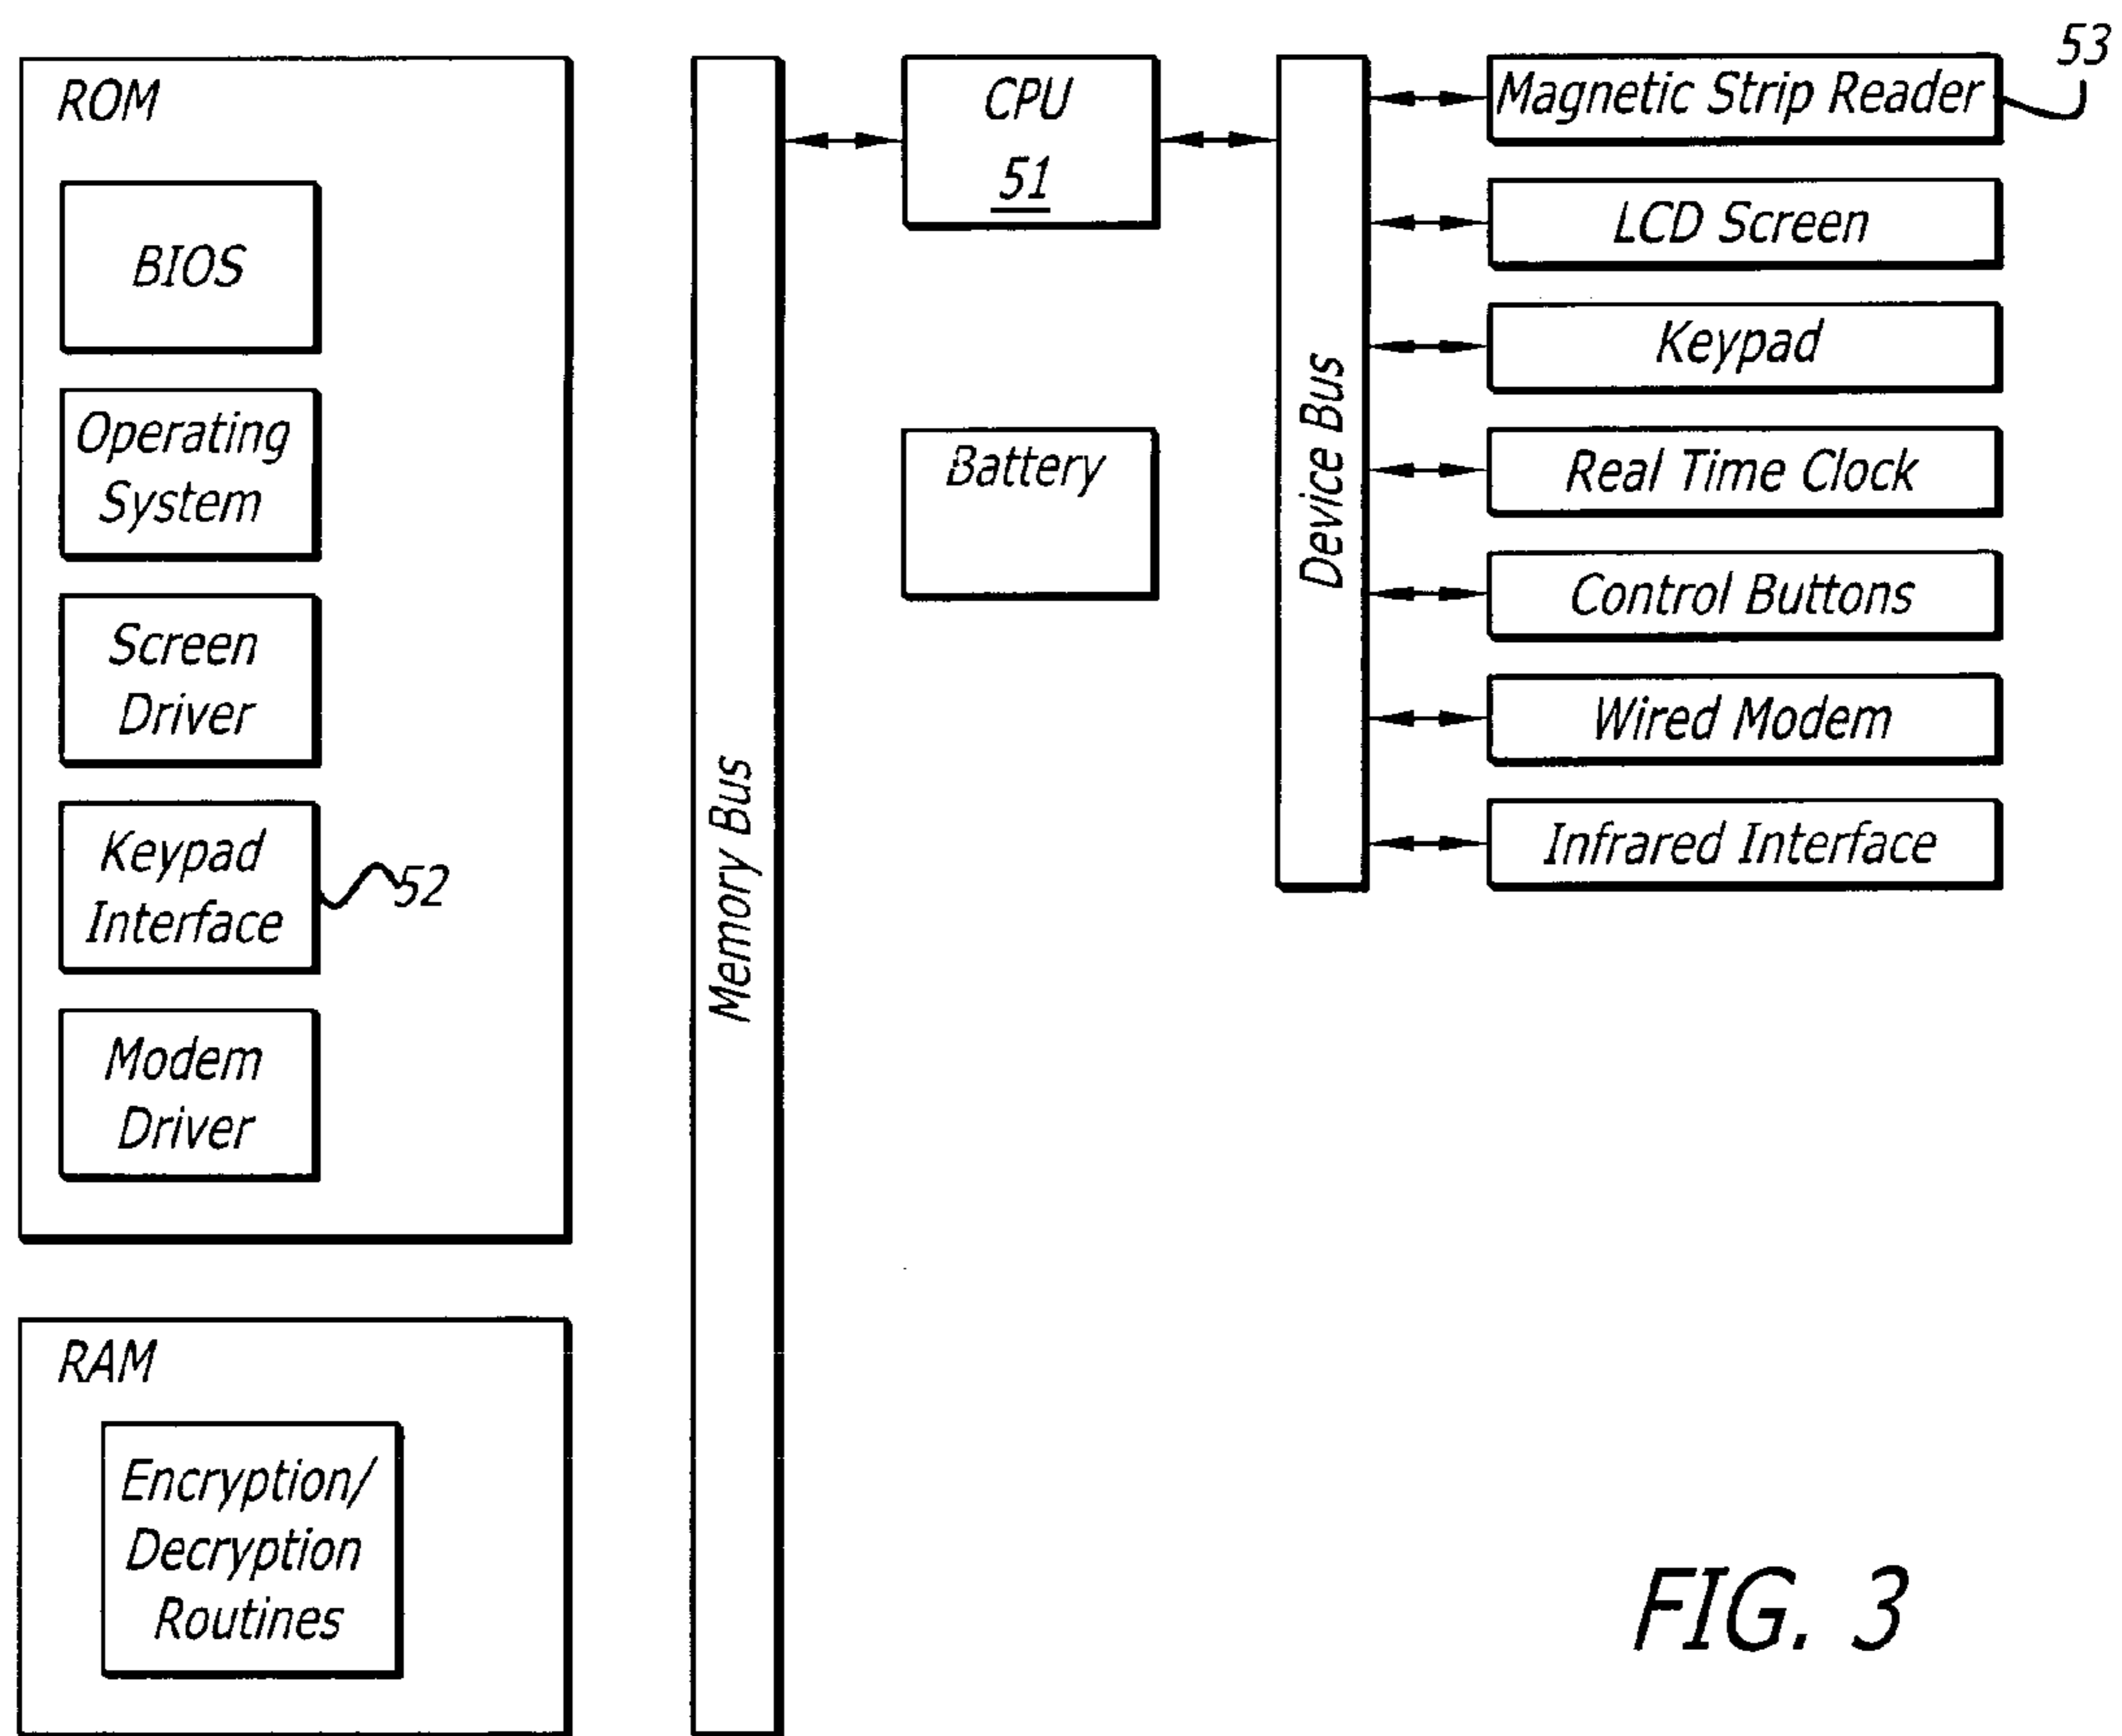 ROM
BIOS
Operating
System
Screen
Driver
Keypad
Interface
52
Modem
Driver
RAM
Encryption/
Decryption
Routines
Memory Bus
CPU
51
Battery
Device Bus
Magnetic Strip Reader
53
LCD Screen
Keypad
Real Time Clock
Control Buttons
Wired Modem
Infrared Interface
FIG. 3